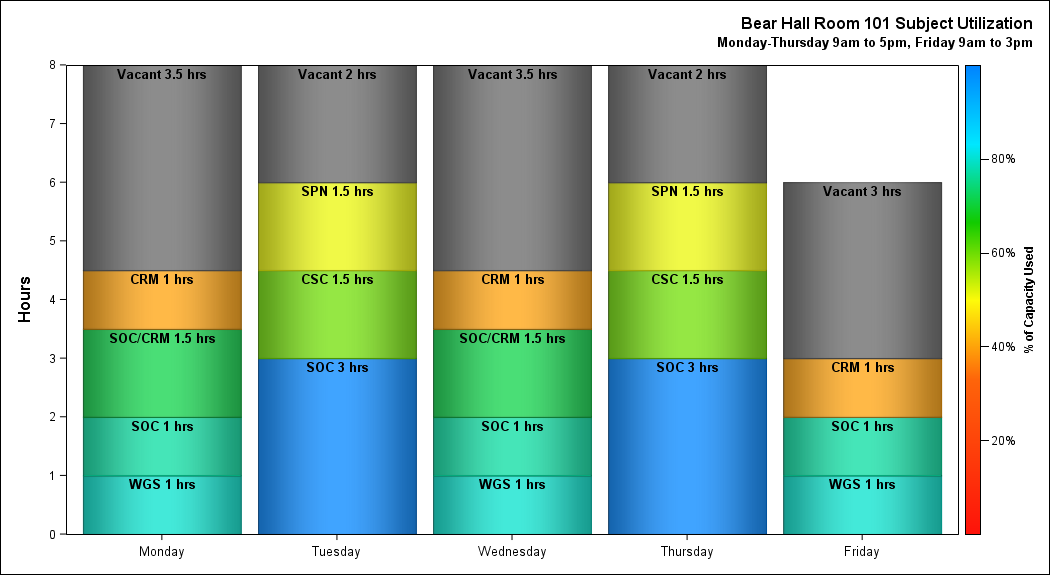 Bear Hall Room 101 Subject Utilization
Monday-Thursday 9am to 5pm, Friday 9am to 3pm
Hours
8
7
6
5
4
3
2
1
0
Vacant 3.5 hrs
CRM 1 hrs
SOC/CRM 1.5 hrs
SOC 1 hrs
WGS 1 hrs
Monday
Vacant 2 hrs
SPN 1.5 hrs
CSC 1.5 hrs
SOC 3 hrs
Tuesday
Vacant 3.5 hrs
CRM 1 hrs
SOC/CRM 1.5 hrs
SOC 1 hrs
WGS 1 hrs
Wednesday
Vacant 2 hrs
SPN 1.5 hrs
CSC 1.5 hrs
SOC 3 hrs
Thursday
Vacant 3 hrs
CRM 1 hrs
SOC 1 hrs
WGS 1 hrs
Friday
80%
60%
40%
20%
% of Capacity Used